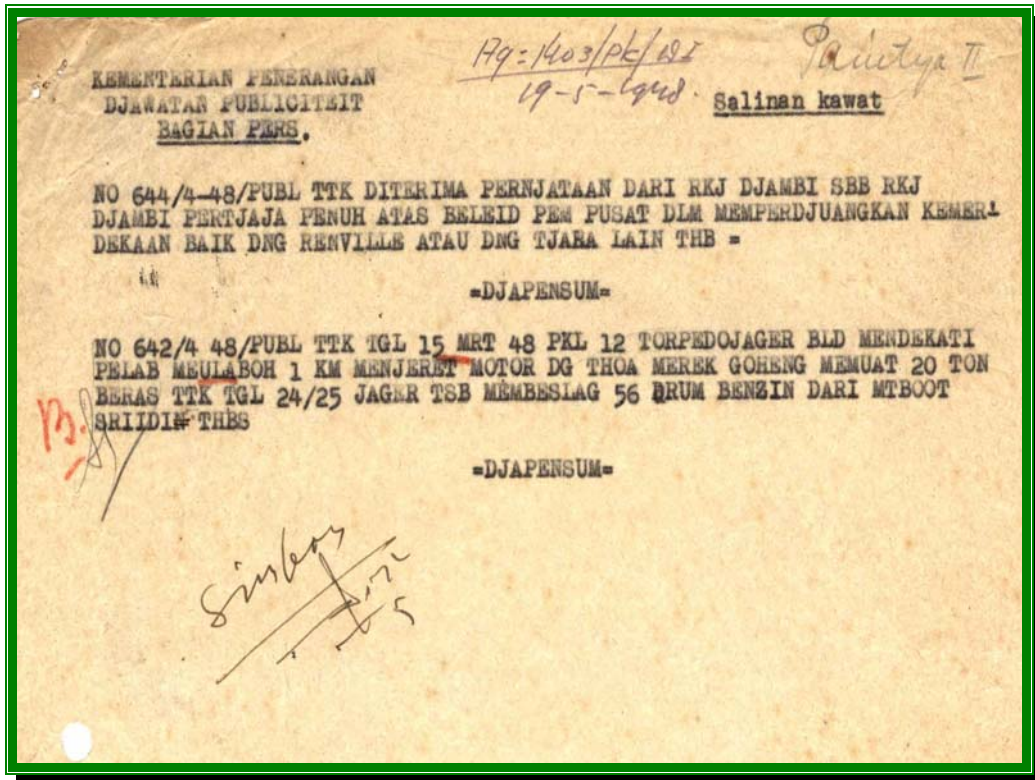 Ag=1403/PK/
19-5-1948.
Panitya II
KEMENTERIAN PENERANGAN
DJAWATAN PUBLICITEIT
BAGIAN PERS.
Salinan kawat
NO 644/4-48/PUBL TTK DITERIMA PERNJATAAN DARI RKJ DJAMBI SBB RKJ
DJAMBI PERTJAJA PENUH ATAS BELEID PEM PUSAT DLM MEMPERDJUANGKAN KEMER-
DEKAAN BAIK DNG RENVILLE ATAU DNG TJARA LAIN THB =
=DJAPENSUM=
NO 642/4 48/PUBL TTK TGL 15 MRT 48 PKL 12 TORPEDOJAGER BLD MENDEKATI
PELAB MEULABOH 1 KM MENJERET MOTOR DG THOA MEREK GOHENG MEMUAT 20 TON
BERAS TTK TGL 24/25 JAGER TSB MEMBESLAG 56 DRUM BENZIN DARI MTBOOT
SRIIDIN THBS
=DJAPENSUM=
Simpan